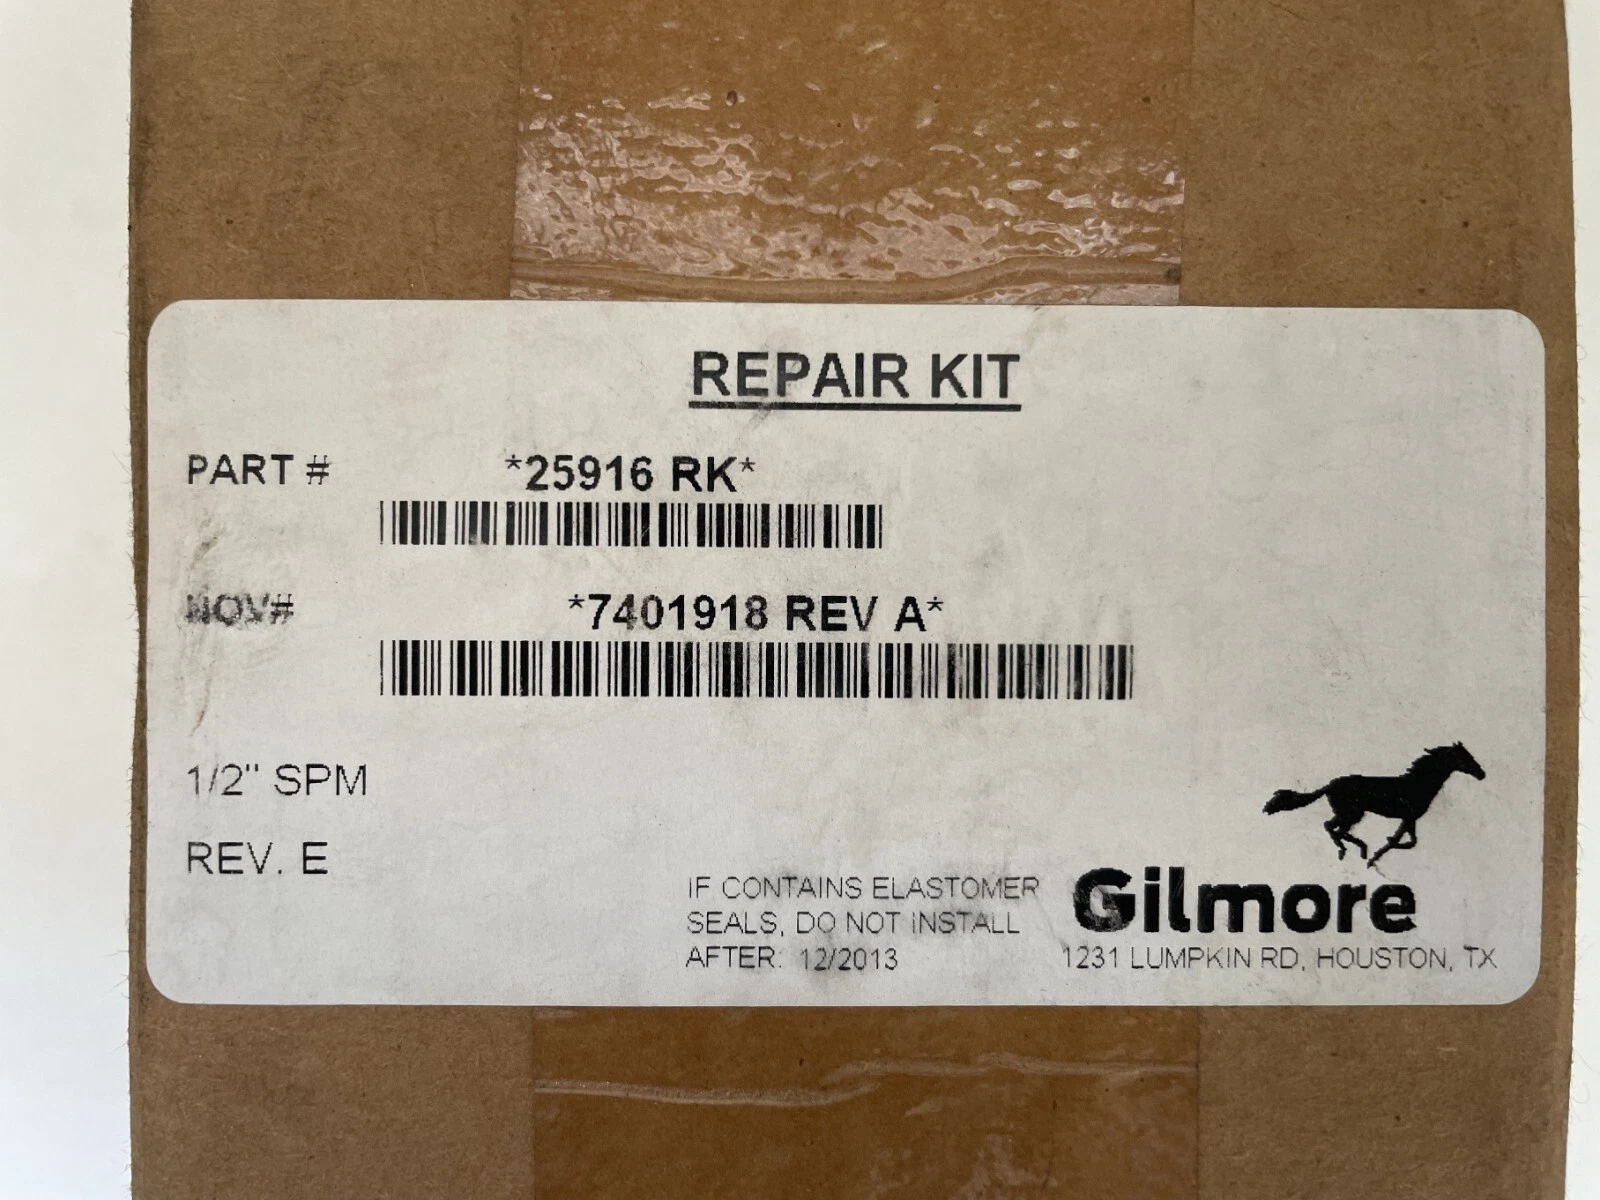 REPAIR KIT
PART # *25916 RK*
NOV# *7401918 REV A*
1/2" SPM
REV. E
IF CONTAINS ELASTOMER
SEALS, DO NOT INSTALL
AFTER: 12/2013
Gilmore
1231 LUMPKIN RD, HOUSTON, TX